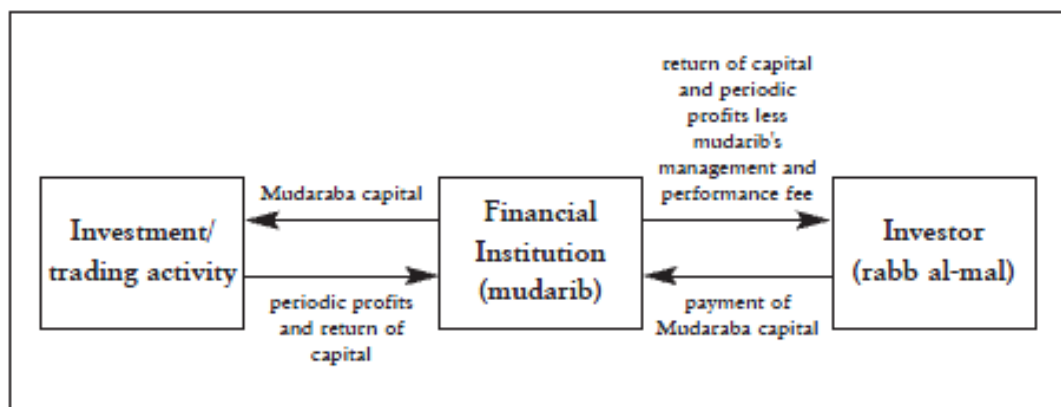 return of capital
and periodic
profits less
mudarib's
management and
performance fee
Mudaraba capital
Investment/
trading activity
Financial
Institution
(mudarib)
Investor
(rabb al-mal)
periodic profits
and return of
capital
payment of
Mudaraba capital